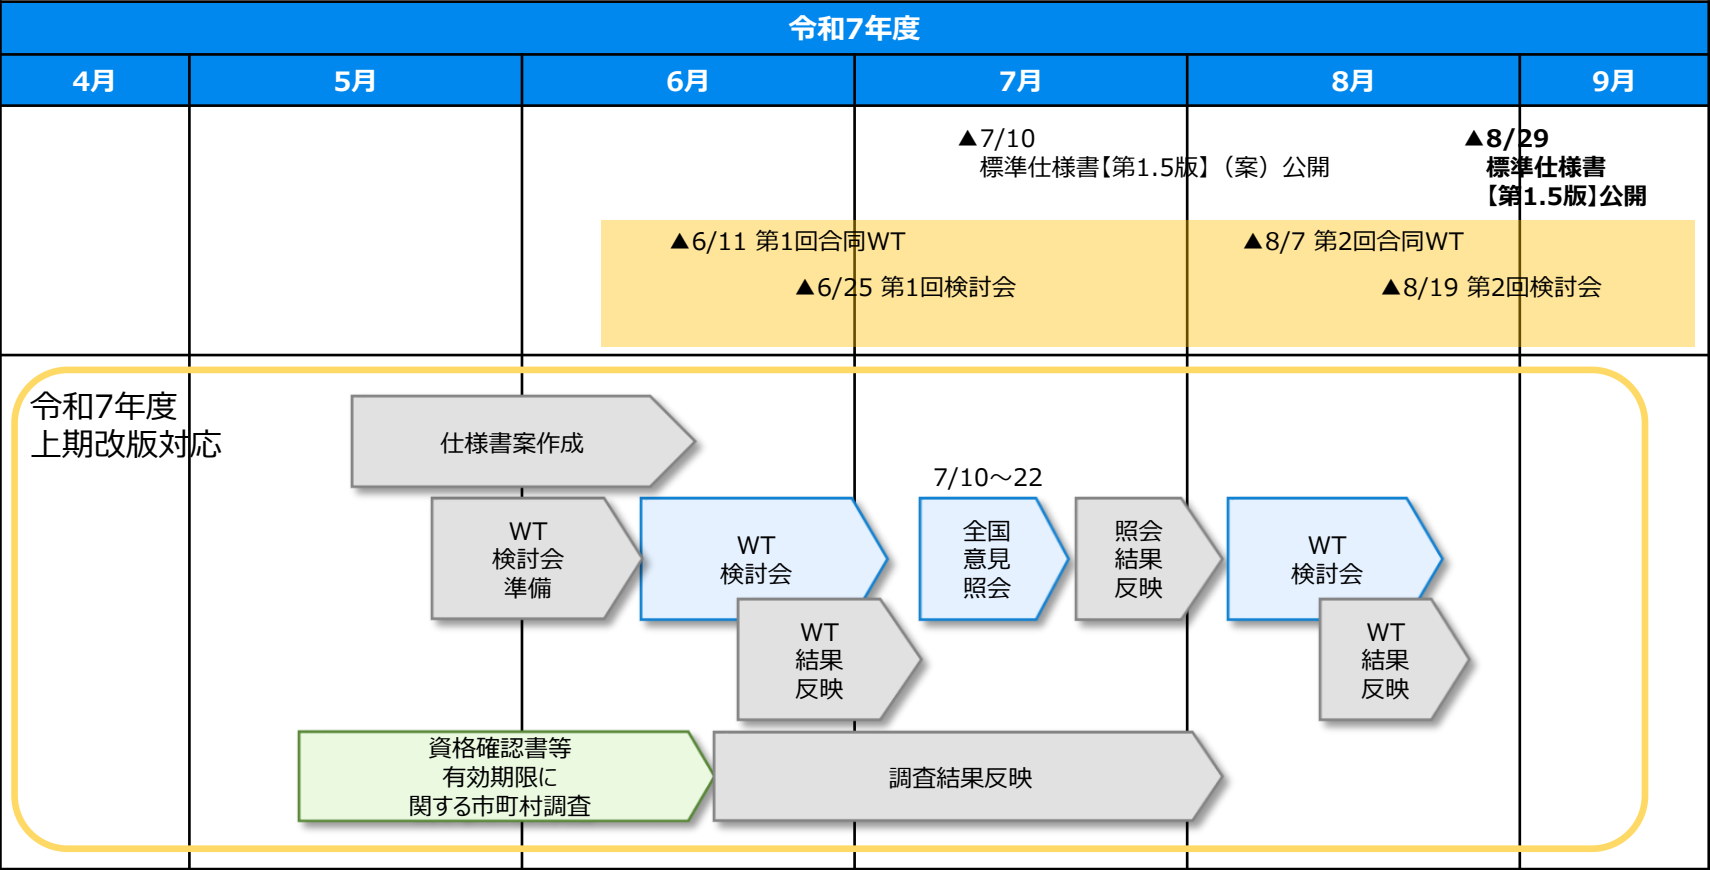 令和7年度
4月
5月
6月
7月
8月
9月
▲7/10
標準仕様書【第1.5版】（案）公開
▲8/29
標準仕様書
【第1.5版】公開
▲6/11 第1回合同WT
▲8/7 第2回合同WT
▲6/25 第1回検討会
▲8/19 第2回検討会
令和7年度
上期改版対応
仕様書案作成
WT
検討会
準備
WT
検討会
7/10～22
全国
意見
照会
照会
結果
反映
WT
検討会
WT
結果
反映
WT
結果
反映
資格確認書等
有効期限に
関する市町村調査
調査結果反映